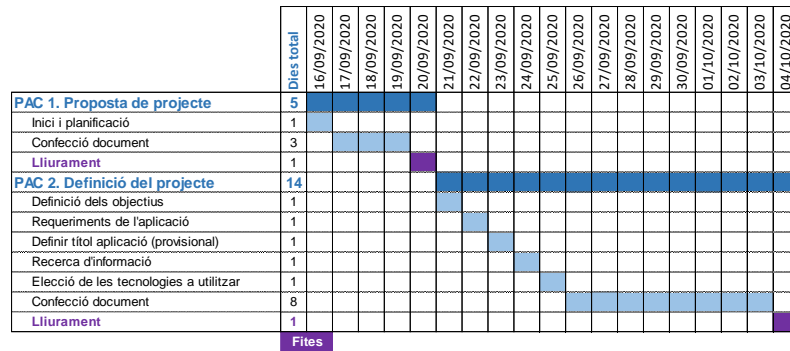 Dies total 16/09/2020 17/09/2020 18/09/2020 19/09/2020 20/09/2020 21/09/2020 22/09/2020 23/09/2020 24/09/2020 25/09/2020 26/09/2020 27/09/2020 28/09/2020 29/09/2020 30/09/2020 01/10/2020 02/10/2020 03/10/2020 04/10/2020
PAC 1. Proposta de projecte 5
Inici i planificació 1
Confecció document 3
Lliurament 1
PAC 2. Definició del projecte 14
Definició dels objectius 1
Requeriments de l'aplicació 1
Definir títol aplicació (provisional) 1
Recerca d'informació 1
Elecció de les tecnologies a utilitzar 1
Confecció document 8
Lliurament 1
Fites